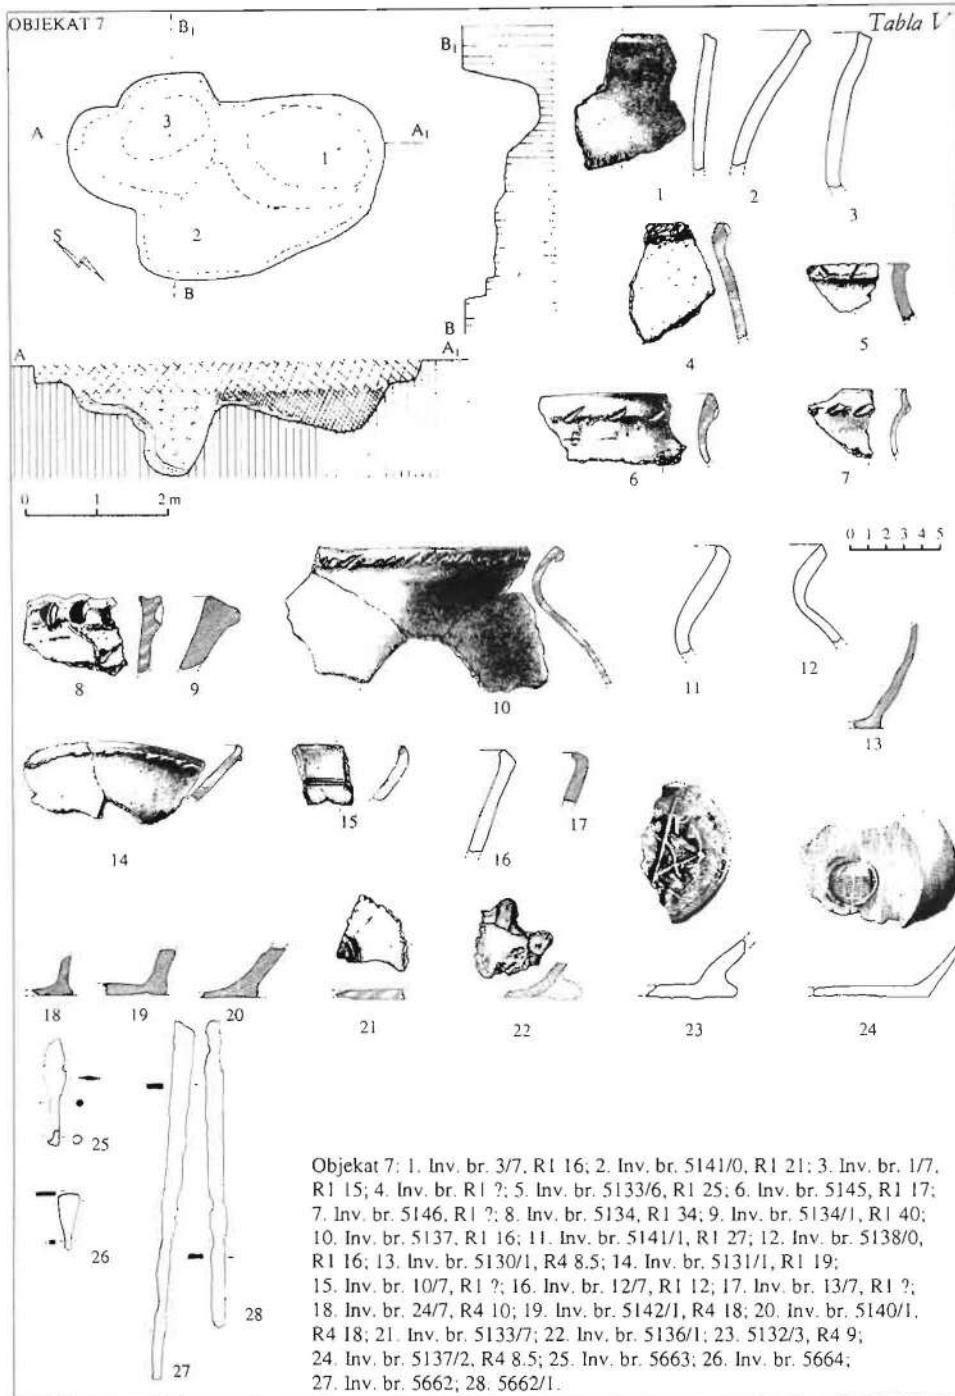 OBJEKAT 7
Tabla V
B1
B1
A
A1
3
1
2
S
B
B
A
A1
0 1 2 m
1
2
3
4
5
6
7
0 1 2 3 4 5
8
9
10
11
12
13
14
15
16
17
18
19
20
21
22
23
24
25
26
27
28
Objekat 7: 1. Inv. br. 3/7, R1 16; 2. Inv. br. 5141/0, R1 21; 3. Inv. br. 1/7,
R1 15; 4. Inv. br. R1 ?; 5. Inv. br. 5133/6, R1 25; 6. Inv. br. 5145, R1 17;
7. Inv. br. 5146, R1 ?; 8. Inv. br. 5134, R1 34; 9. Inv. br. 5134/1, R1 40;
10. Inv. br. 5137, R1 16; 11. Inv. br. 5141/1, R1 27; 12. Inv. br. 5138/0,
R1 16; 13. Inv. br. 5130/1, R4 8.5; 14. Inv. br. 5131/1, R1 19;
15. Inv. br. 10/7, R1 ?; 16. Inv. br. 12/7, R1 12; 17. Inv. br. 13/7, R1 ?;
18. Inv. br. 24/7, R4 10; 19. Inv. br. 5142/1, R4 18; 20. Inv. br. 5140/1,
R4 18; 21. Inv. br. 5133/7; 22. Inv. br. 5136/1; 23. 5132/3, R4 9;
24. Inv. br. 5137/2, R4 8.5; 25. Inv. br. 5663; 26. Inv. br. 5664;
27. Inv. br. 5662; 28. 5662/1.